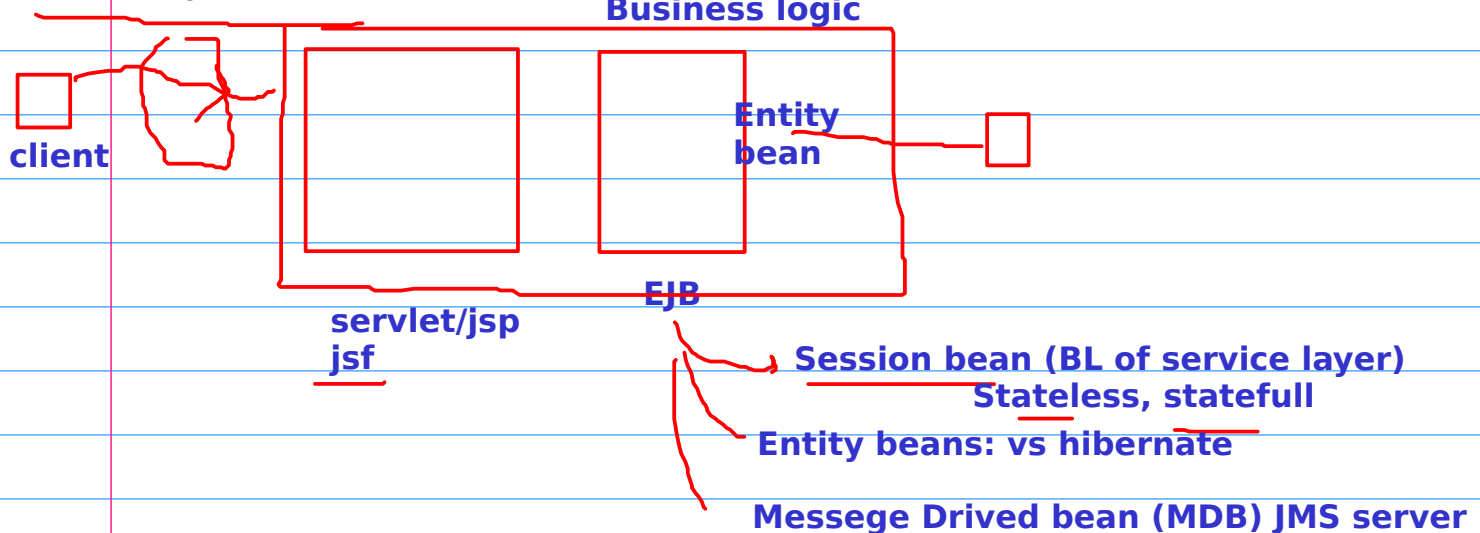 Business logic
Entity
bean
client
EJB
servlet/jsp
jsf
Session bean (BL of service layer)
Stateless, statefull
Entity beans: vs hibernate
Messege Drived bean (MDB) JMS server